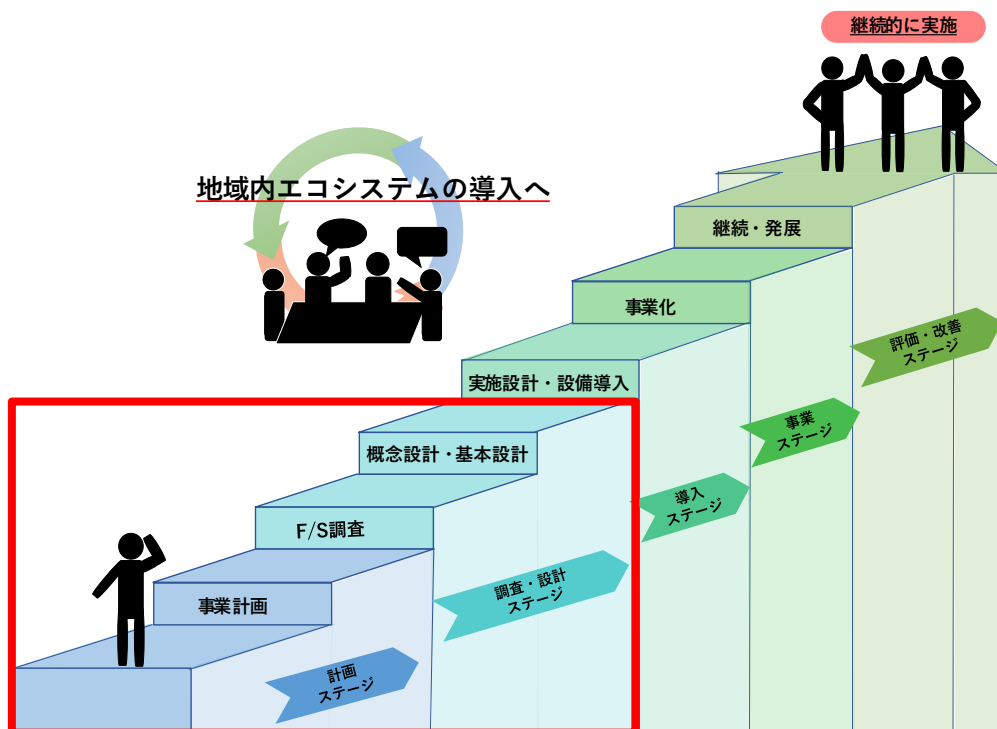 継続的に実施
地域内エコシステムの導入へ
継続・発展
事業化
実施設計・設備導入
概念設計・基本設計
F/S調査
事業計画
評価・改善
ステージ
事業
ステージ
導入
ステージ
調査・設計
ステージ
計画
ステージ